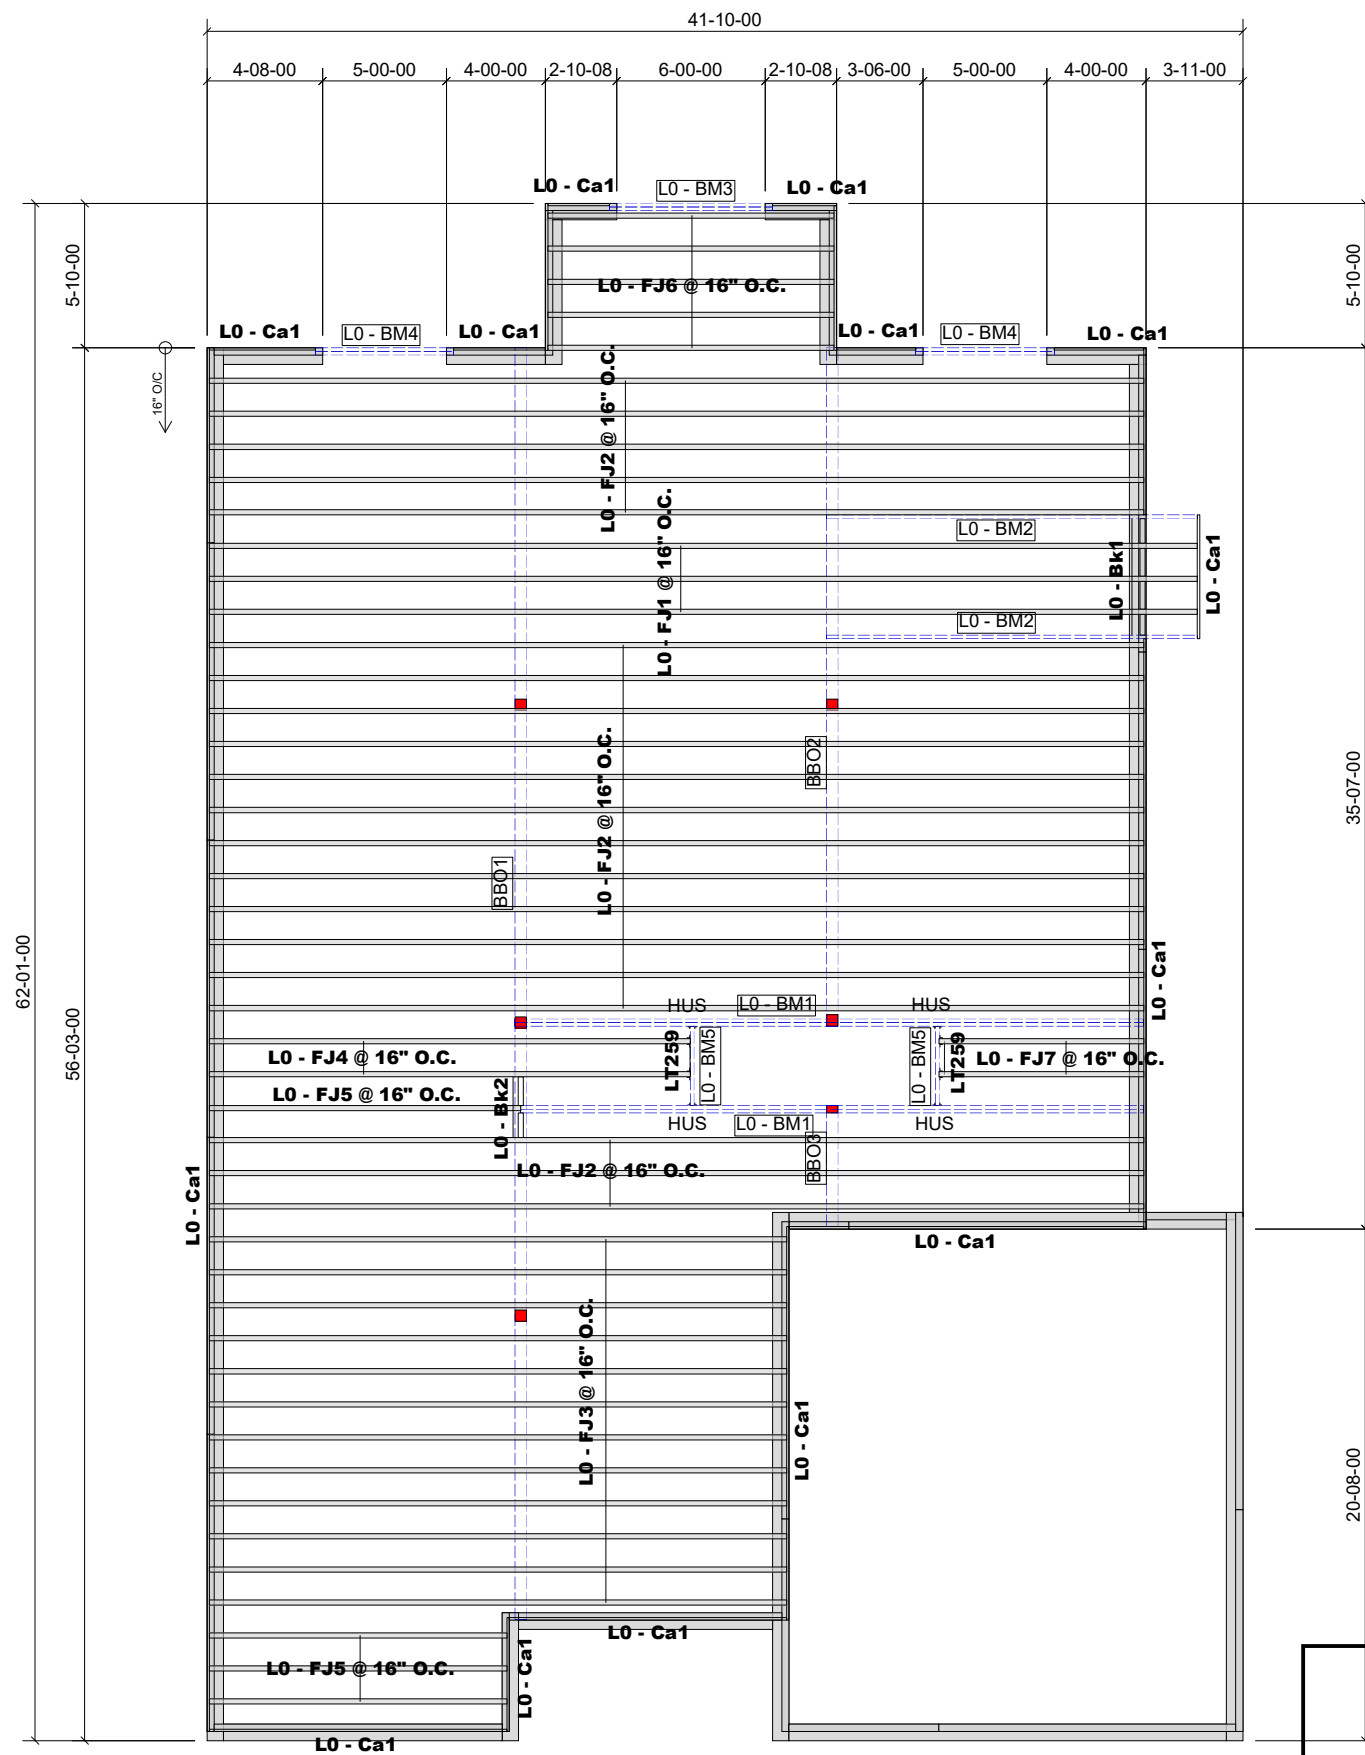 41-10-00
4-08-00 5-00-00 4-00-00 2-10-08 6-00-00 2-10-08 3-06-00 5-00-00 4-00-00 3-11-00
L0 - Ca1 L0 - BM3 L0 - Ca1
5-10-00
5-10-00
L0 - FJ6 @ 16" O.C.
L0 - Ca1 L0 - BM4 L0 - Ca1 L0 - Ca1 L0 - BM4 L0 - Ca1
16" O/C
L0 - FJ2 @ 16" O.C.
L0 - BM2
L0 - FJ1 @ 16" O.C.
L0 - Bk1
L0 - Ca1
L0 - BM2
BBO2
35-07-00
L0 - FJ2 @ 16" O.C.
BBO1
62-01-00
56-03-00
L0 - Ca1
HUS L0 - BM1 HUS
L0 - FJ4 @ 16" O.C. LT259 L0 - BM5 L0 - BM5 LT259 L0 - FJ7 @ 16" O.C.
L0 - FJ5 @ 16" O.C. L0 - Bk2
HUS L0 - BM1 HUS
BBO3
L0 - FJ2 @ 16" O.C.
L0 - Ca1
L0 - Ca1
L0 - FJ3 @ 16" O.C.
L0 - Ca1
20-08-00
L0 - Ca1
L0 - FJ5 @ 16" O.C. L0 - Ca1
L0 - Ca1